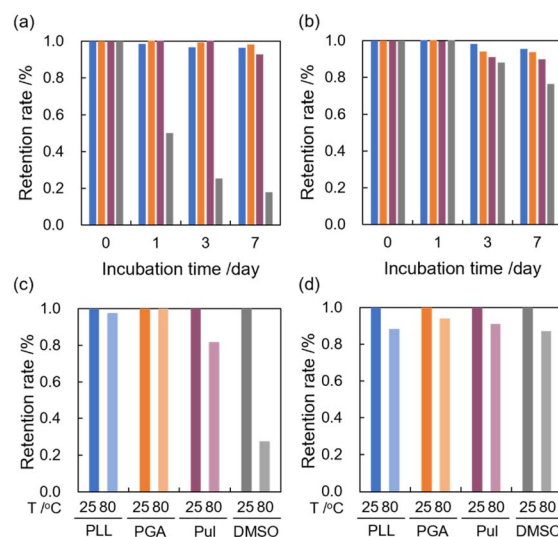 (a)
Retention rate /%
1.0
0.8
0.6
0.4
0.2
0.0
0 1 3 7
Incubation time /day
(b)
Retention rate /%
1.0
0.8
0.6
0.4
0.2
0.0
0 1 3 7
Incubation time /day
(c)
Retention rate /%
1.0
0.8
0.6
0.4
0.2
0.0
T /°C 25 80 25 80 25 80 25 80
PLL PGA Pul DMSO
(d)
Retention rate /%
1.0
0.8
0.6
0.4
0.2
0.0
T /°C 25 80 25 80 25 80 25 80
PLL PGA Pul DMSO